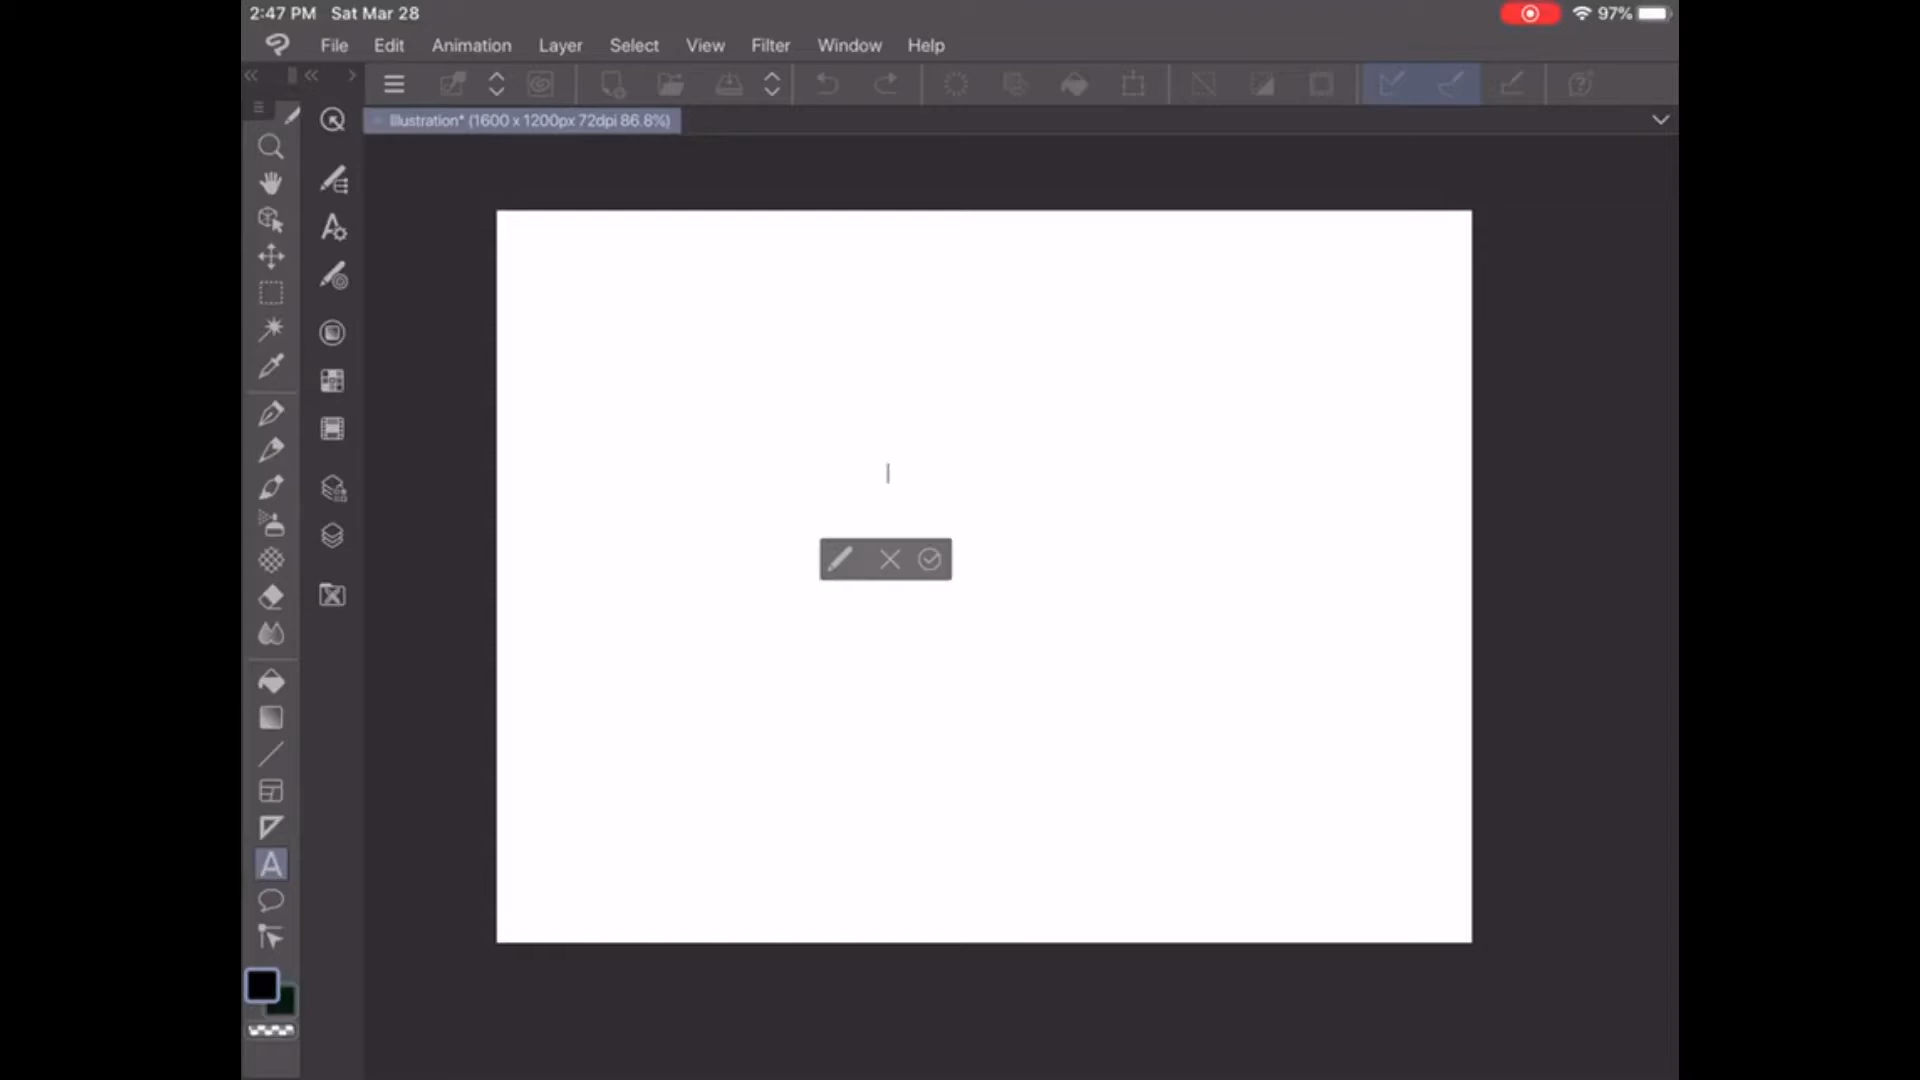 2:47 PM Sat Mar 28
97%
File Edit Animation Layer Select View Filter Window Help
Illustration* (1600 x 1200px 72dpi 86.8%)
A